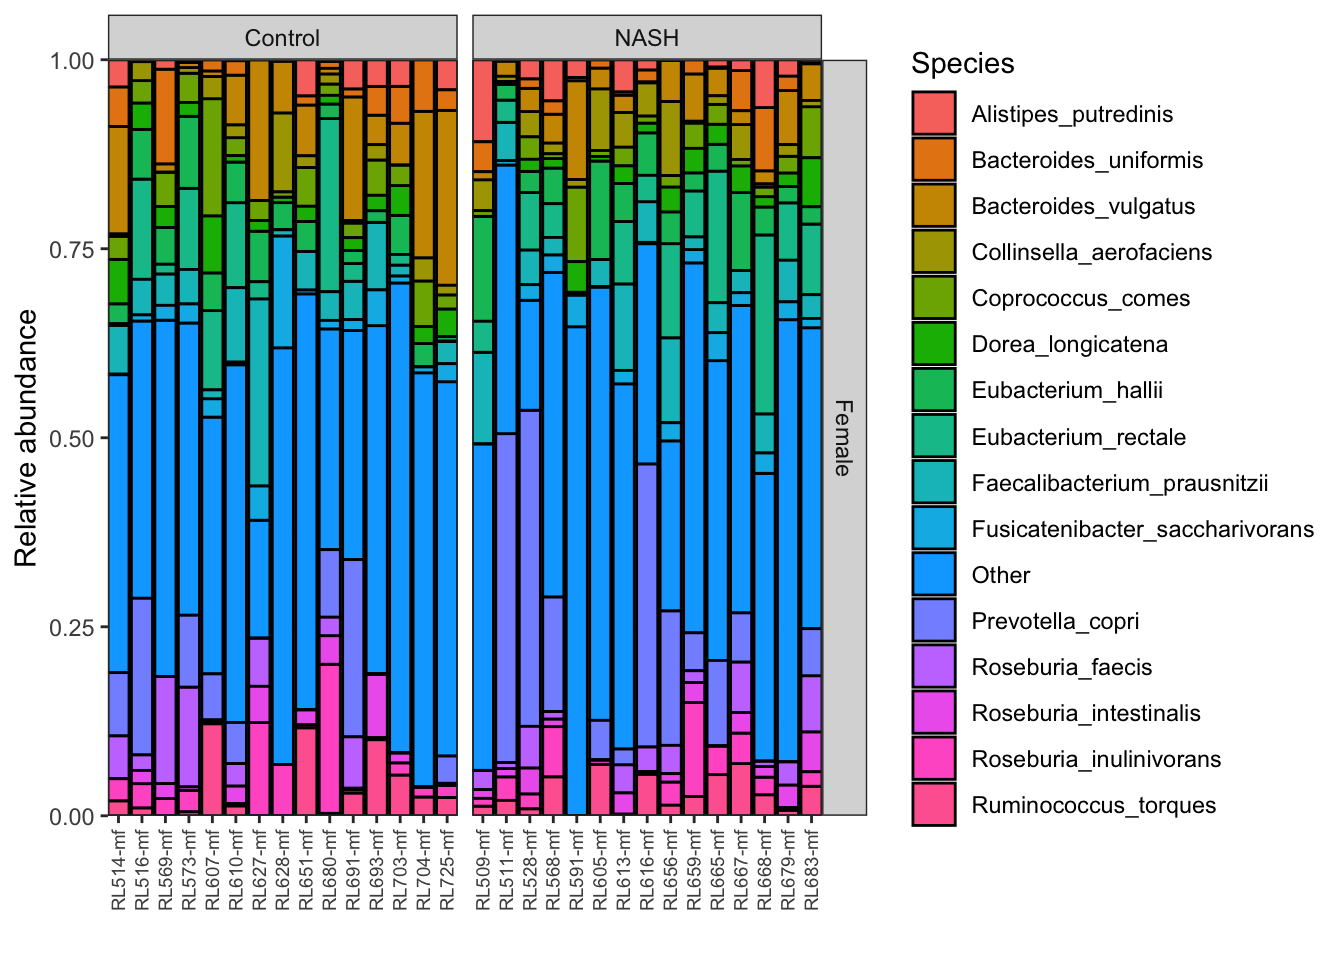 Control
NASH
Female
Relative abundance
1.00
0.75
0.50
0.25
0.00
RL514-mf
RL516-mf
RL569-mf
RL573-mf
RL607-mf
RL610-mf
RL627-mf
RL628-mf
RL651-mf
RL680-mf
RL691-mf
RL693-mf
RL703-mf
RL704-mf
RL725-mf
RL509-mf
RL511-mf
RL528-mf
RL568-mf
RL591-mf
RL605-mf
RL613-mf
RL616-mf
RL656-mf
RL659-mf
RL665-mf
RL667-mf
RL668-mf
RL679-mf
RL683-mf
Species
Alistipes_putredinis
Bacteroides_uniformis
Bacteroides_vulgatus
Collinsella_aerofaciens
Coprococcus_comes
Dorea_longicatena
Eubacterium_hallii
Eubacterium_rectale
Faecalibacterium_prausnitzii
Fusicatenibacter_saccharivorans
Other
Prevotella_copri
Roseburia_faecis
Roseburia_intestinalis
Roseburia_inulinivorans
Ruminococcus_torques